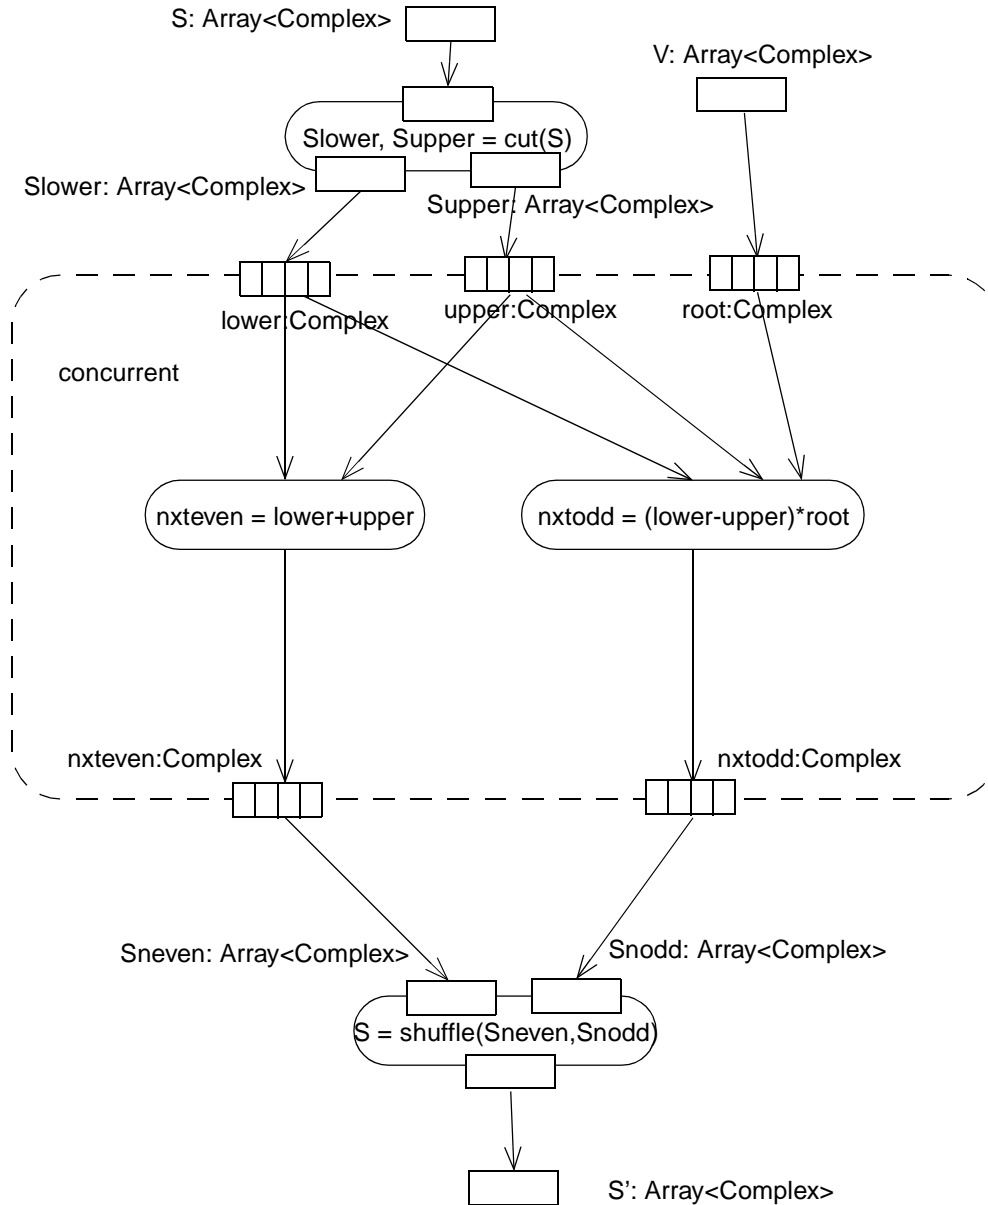 S: Array<Complex>
V: Array<Complex>
Slower, Supper = cut(S)
Slower: Array<Complex>
Supper: Array<Complex>
lower:Complex
upper:Complex
root:Complex
concurrent
nxteven = lower+upper
nxtodd = (lower-upper)*root
nxteven:Complex
nxtodd:Complex
Sneven: Array<Complex>
Snodd: Array<Complex>
S = shuffle(Sneven,Snodd)
S': Array<Complex>